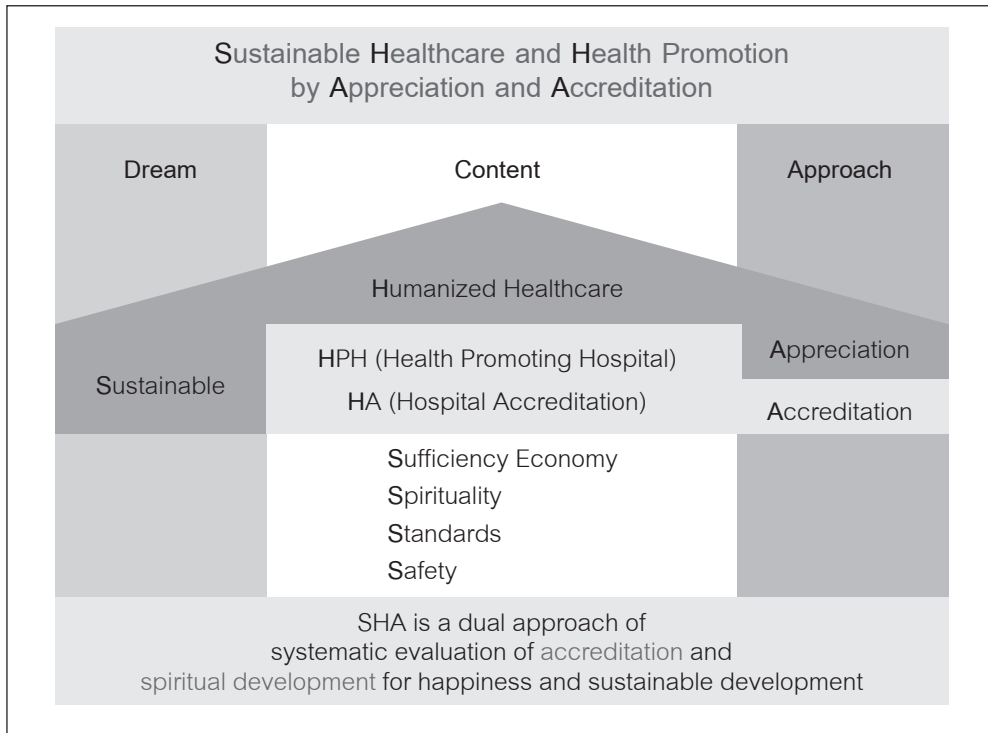 Sustainable Healthcare and Health Promotion
by Appreciation and Accreditation
Dream
Content
Approach
Humanized Healthcare
Sustainable
HPH (Health Promoting Hospital)
HA (Hospital Accreditation)
Appreciation
Accreditation
Sufficiency Economy
Spirituality
Standards
Safety
SHA is a dual approach of
systematic evaluation of accreditation and
spiritual development for happiness and sustainable development